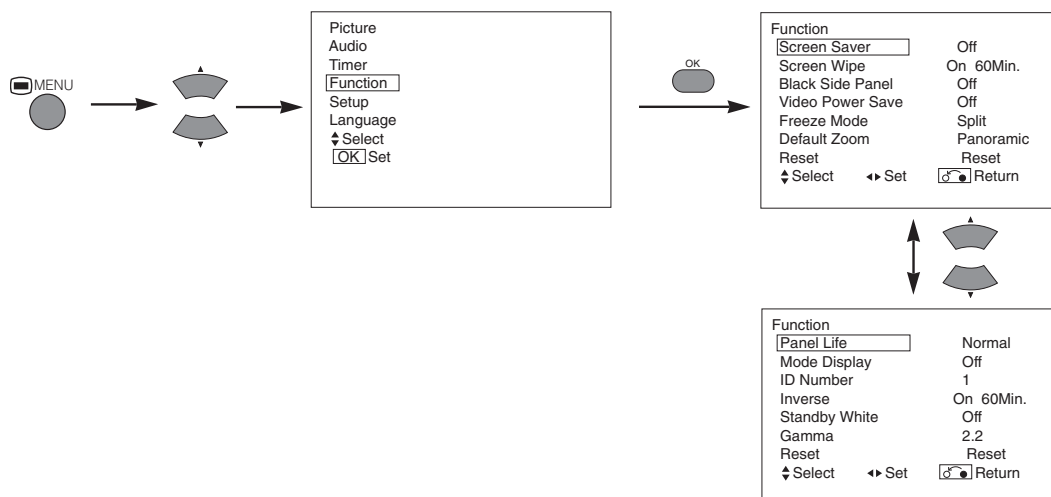 MENU
Picture
Audio
Timer
Function
Setup
Language
Select
OK Set
OK
Function
Screen Saver Off
Screen Wipe On 60Min.
Black Side Panel Off
Video Power Save Off
Freeze Mode Split
Default Zoom Panoramic
Reset Reset
Select Set Return
Function
Panel Life Normal
Mode Display Off
ID Number 1
Inverse On 60Min.
Standby White Off
Gamma 2.2
Reset Reset
Select Set Return